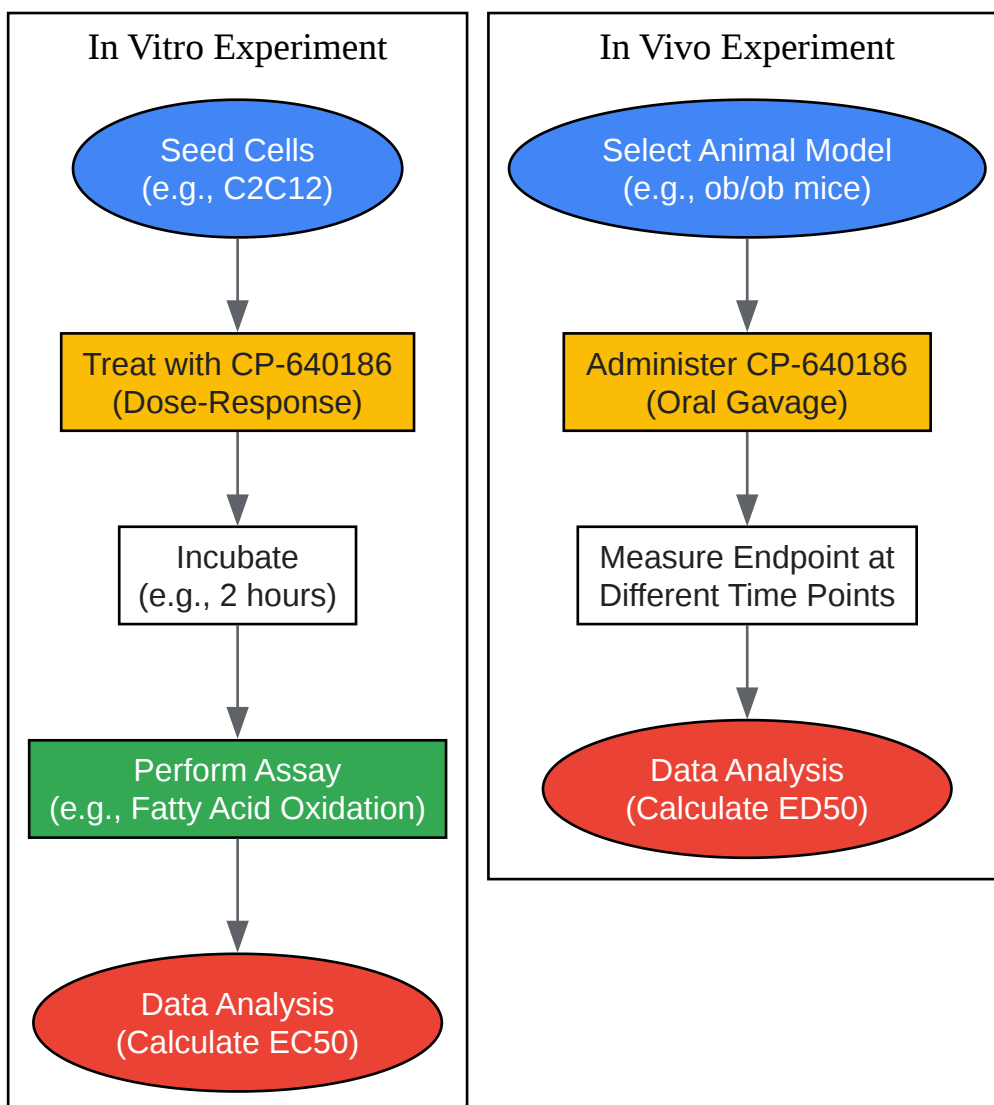 In Vitro Experiment
Seed Cells
(e.g., C2C12)
Treat with CP-640186
(Dose-Response)
Incubate
(e.g., 2 hours)
Perform Assay
(e.g., Fatty Acid Oxidation)
Data Analysis
(Calculate EC50)
In Vivo Experiment
Select Animal Model
(e.g., ob/ob mice)
Administer CP-640186
(Oral Gavage)
Measure Endpoint at
Different Time Points
Data Analysis
(Calculate ED50)